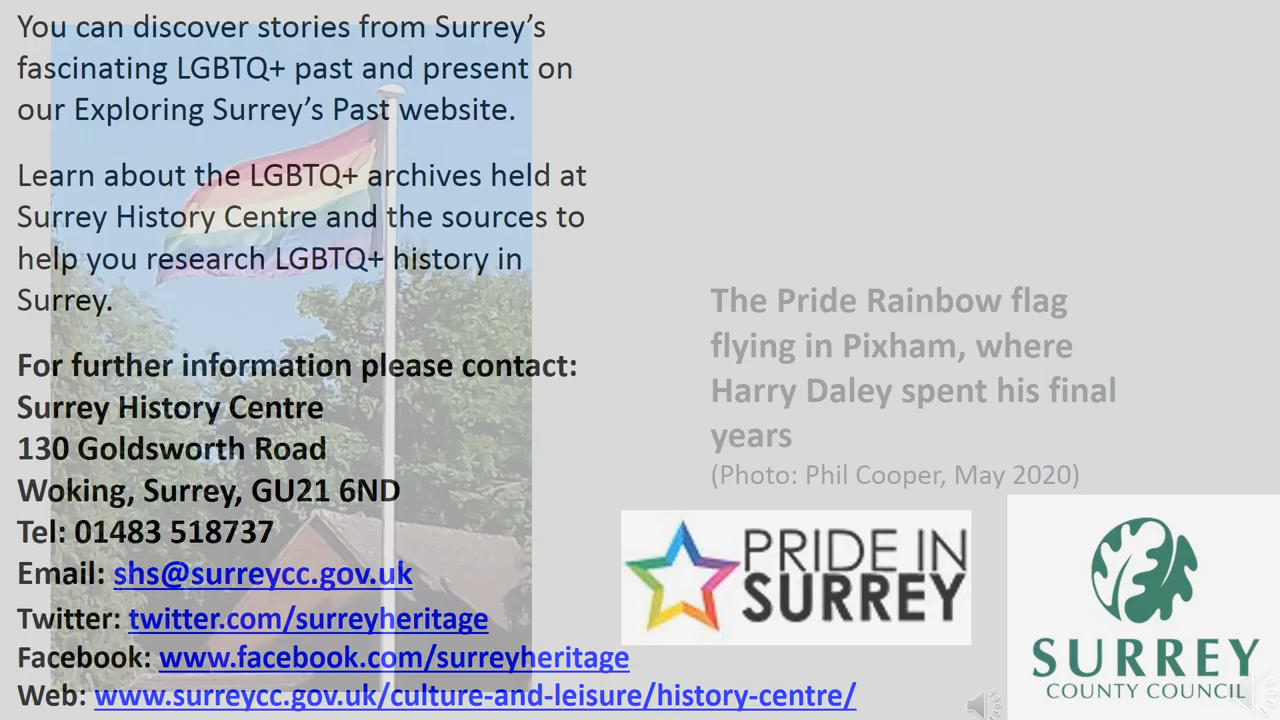 You can discover stories from Surrey’s
fascinating LGBTQ+ past and present on
our Exploring Surrey’s Past website.
Learn about the LGBTQ+ archives held at
Surrey History Centre and the sources to
help you research LGBTQ+ history in
Surrey.
For further information please contact:
Surrey History Centre
130 Goldsworth Road
Woking, Surrey, GU21 6ND
Tel: 01483 518737
Email: shs@surreycc.gov.uk
Twitter: twitter.com/surreyheritage
Facebook: www.facebook.com/surreyheritage
Web: www.surreycc.gov.uk/culture-and-leisure/history-centre/
The Pride Rainbow flag
flying in Pixham, where
Harry Daley spent his final
years
(Photo: Phil Cooper, May 2020)
PRIDE IN
SURREY
SURREY
COUNTY COUNCIL